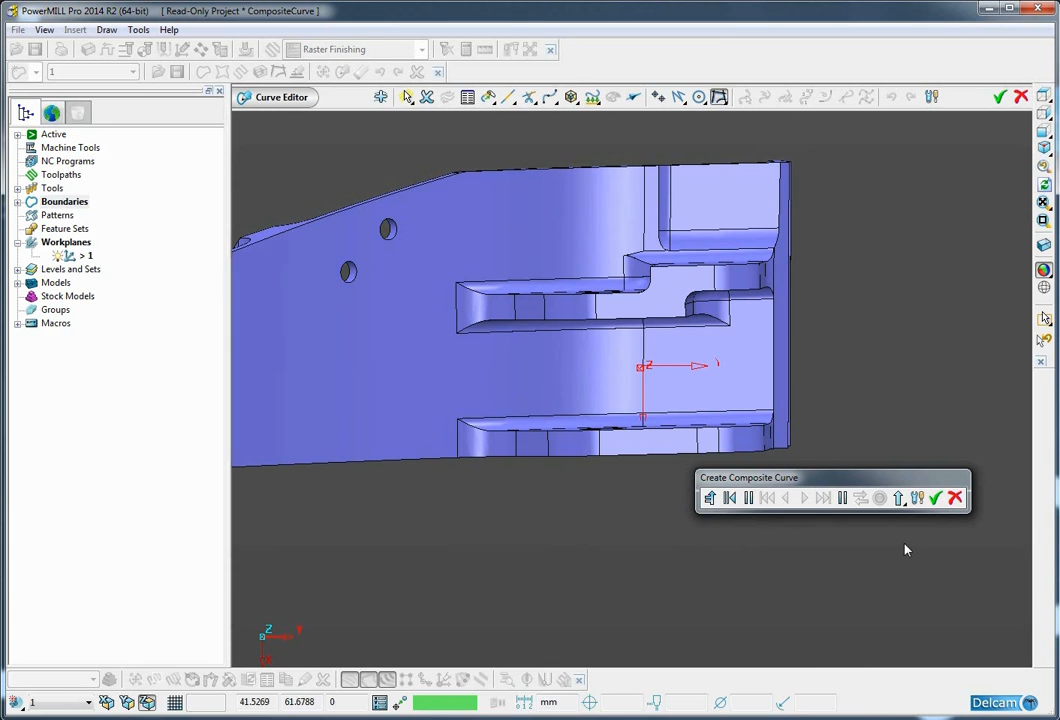 PowerMILL Pro 2014 R2 (64-bit)    [ Read-Only Project * CompositeCurve ]
File View Insert Draw Tools Help
Raster Finishing
1
Curve Editor
Active
Machine Tools
NC Programs
Toolpaths
Tools
Boundaries
Patterns
Feature Sets
Workplanes
> 1
Levels and Sets
Models
Stock Models
Groups
Macros
Z
Create Composite Curve
Z
Y
X
1
41.5269 61.6788 0
mm
Delcam